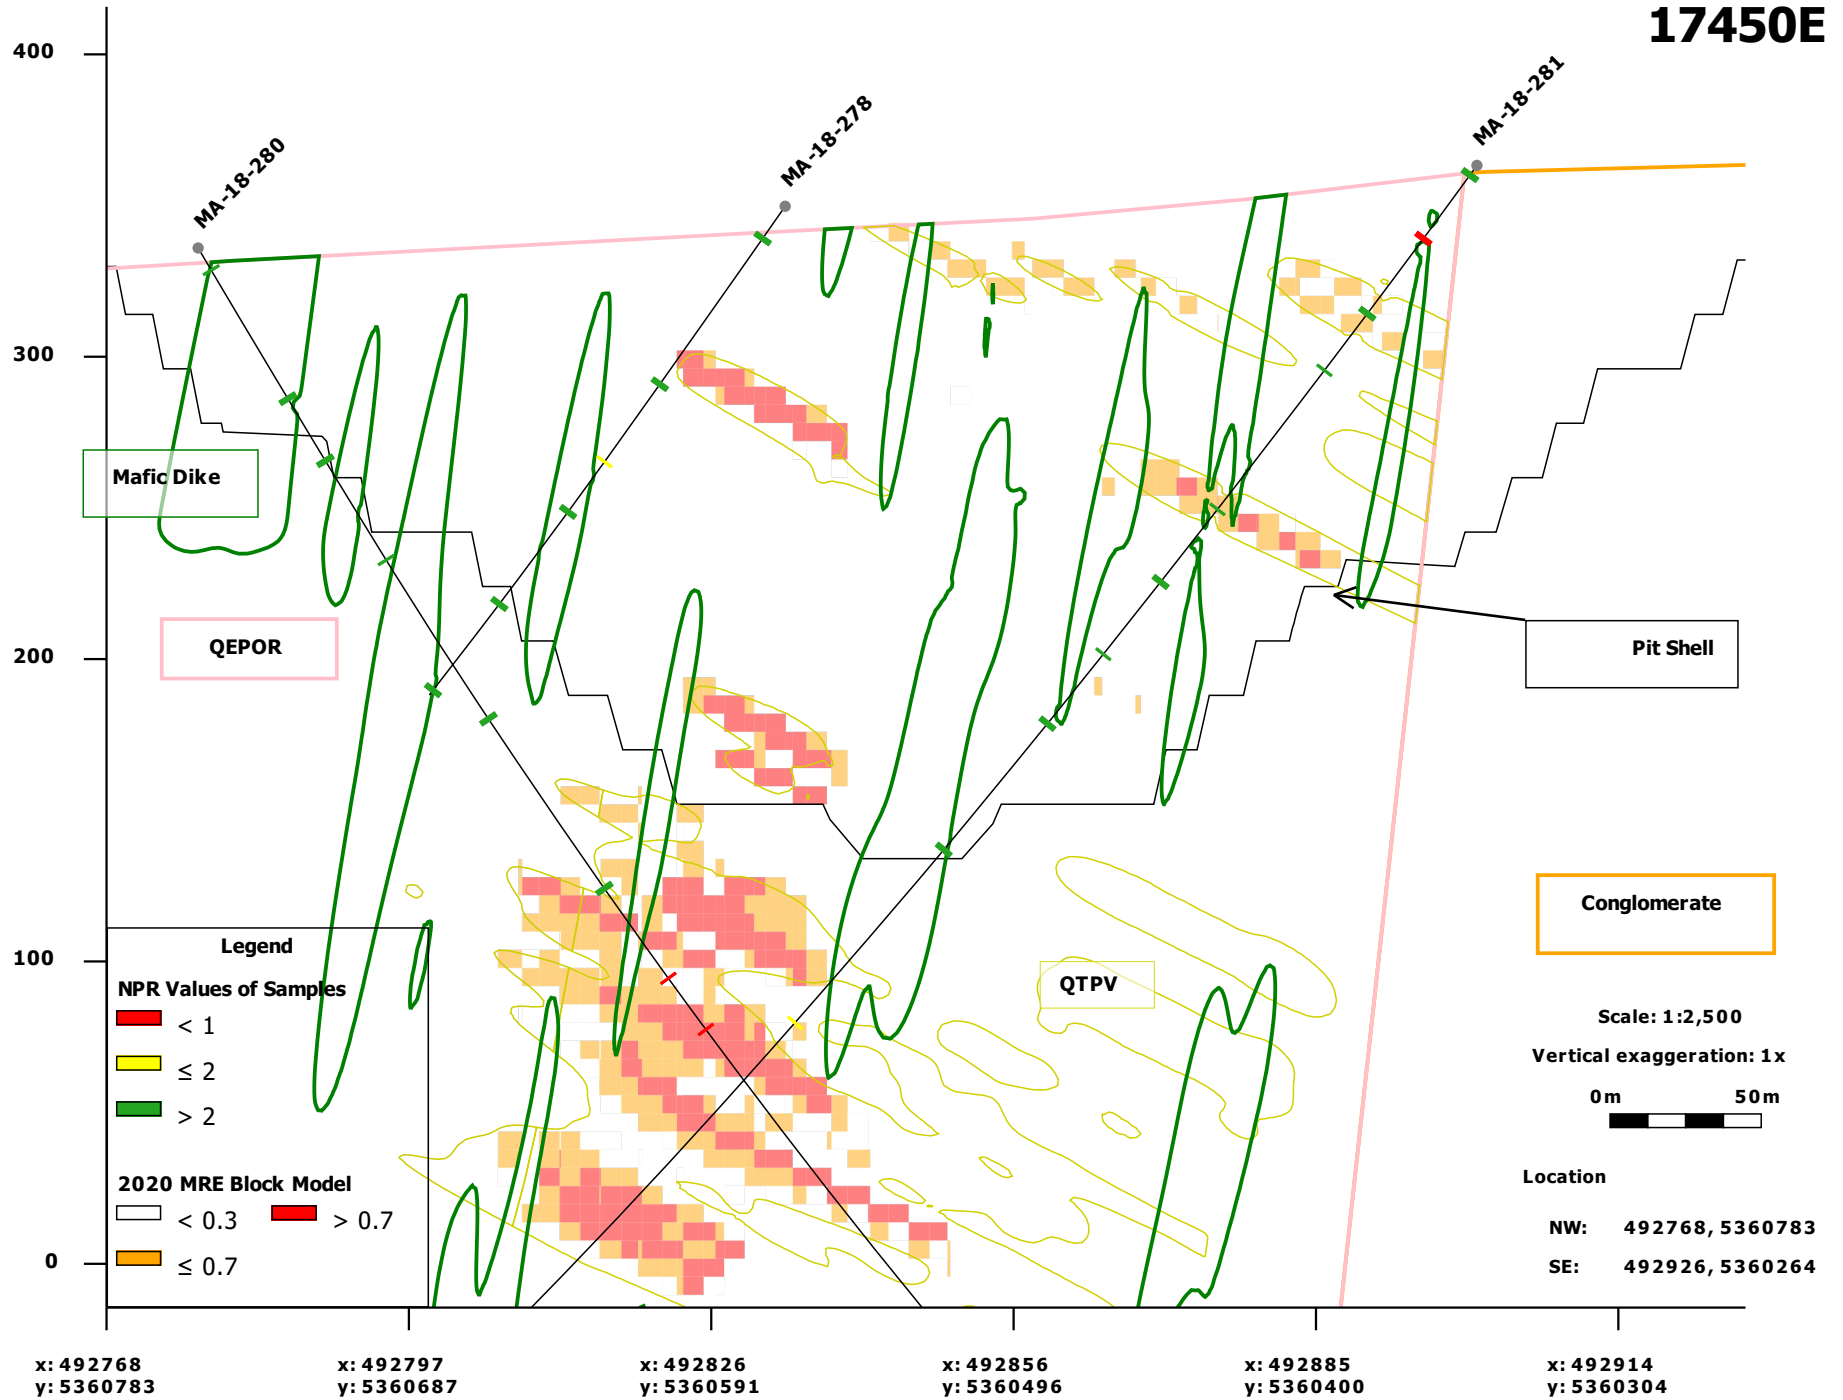 17450E
400
MA-18-280
MA-18-278
MA-18-281
300
Mafic Dike
200
QEPOR
Pit Shell
Conglomerate
100
Legend
NPR Values of Samples
< 1
≤ 2
> 2
2020 MRE Block Model
< 0.3
> 0.7
≤ 0.7
0
QTPV
Scale: 1:2,500
Vertical exaggeration: 1x
0m 50m
Location
NW: 492768, 5360783
SE: 492926, 5360264
x: 492768
y: 5360783
x: 492797
y: 5360687
x: 492826
y: 5360591
x: 492856
y: 5360496
x: 492885
y: 5360400
x: 492914
y: 5360304